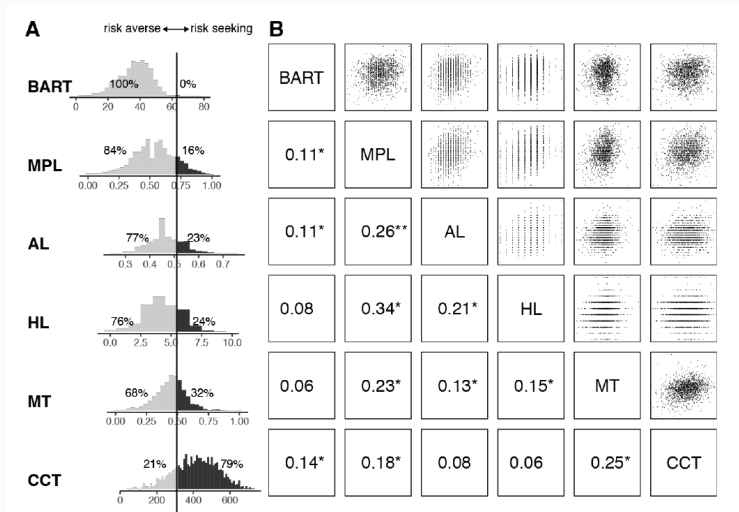 A
risk averse ↔ risk seeking
BART
100%
0%
0 20 40 60 80
MPL
84%
16%
0.00 0.25 0.50 0.75 1.00
AL
77%
23%
0.3 0.4 0.5 0.6 0.7
HL
76%
24%
0.0 2.5 5.0 7.5 10.0
MT
68%
32%
0.00 0.25 0.50 0.75 1.00
CCT
21%
79%
0 200 400 600
B
BART
0.11* MPL
0.11* 0.26** AL
0.08 0.34* 0.21* HL
0.06 0.23* 0.13* 0.15* MT
0.14* 0.18* 0.08 0.06 0.25* CCT